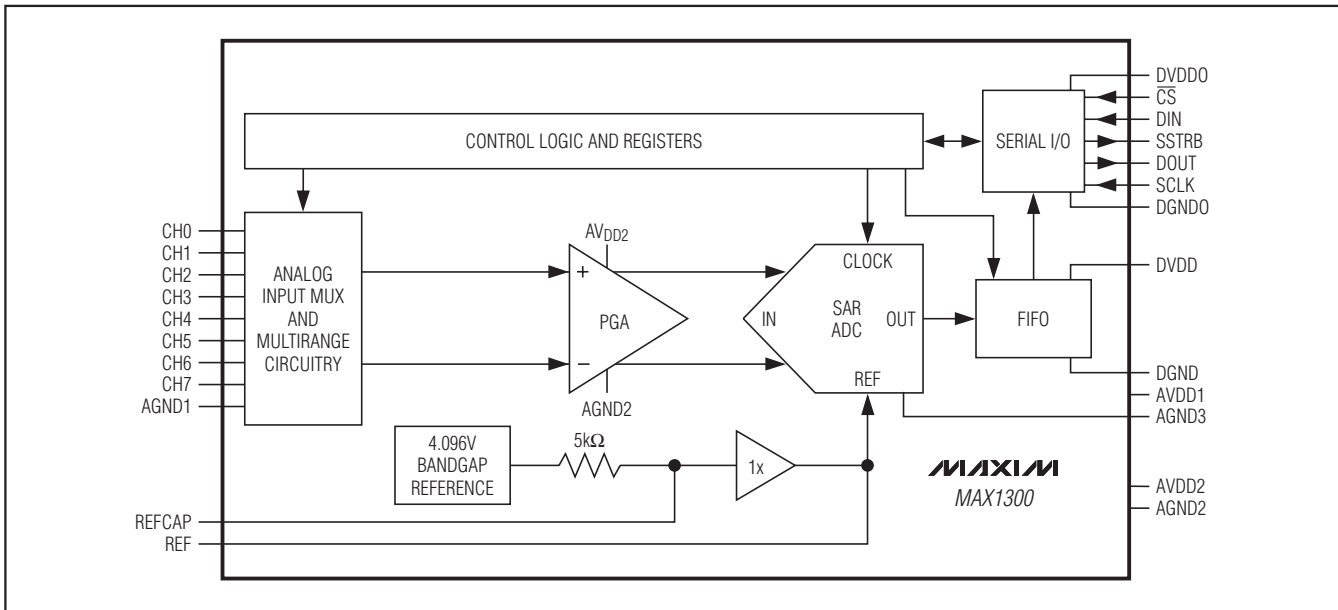 CONTROL LOGIC AND REGISTERS
SERIAL I/O
DVDDO
CS
DIN
SSTRB
DOUT
SCLK
DGNDO
CH0
CH1
CH2
CH3
CH4
CH5
CH6
CH7
AGND1
ANALOG
INPUT MUX
AND
MULTIRANGE
CIRCUITRY
AVDD2
+
PGA
−
AGND2
CLOCK
IN
SAR
ADC
OUT
REF
FIFO
DVDD
DGND
AVDD1
AGND3
4.096V
BANDGAP
REFERENCE
5kΩ
1x
MAXIM
MAX1300
AVDD2
AGND2
REFCAP
REF